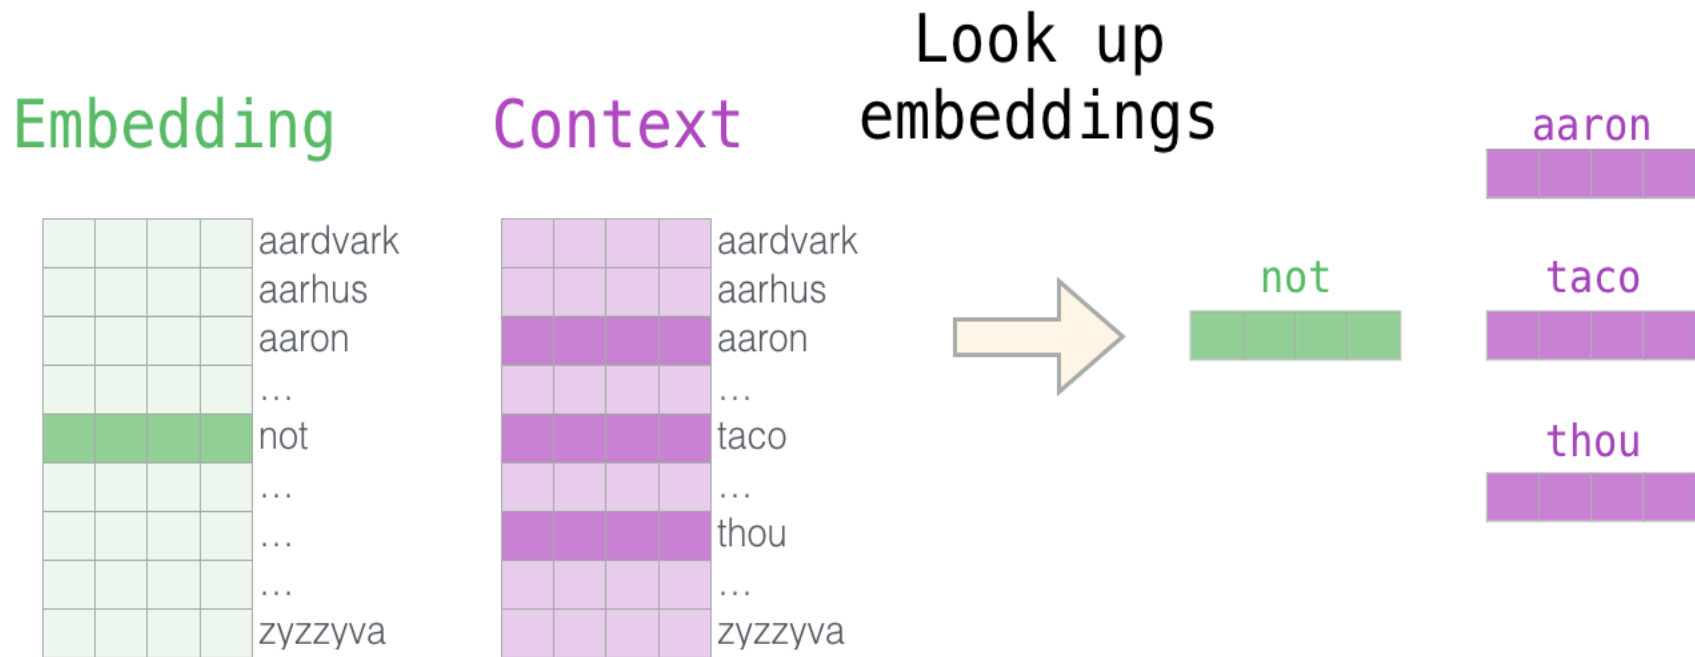 Look up
embeddings
Embedding
Context
aardvark
aarhus
aaron
...
not
...
...
...
zyzzyva
aardvark
aarhus
aaron
...
taco
...
thou
...
zyzzyva
not
aaron
taco
thou